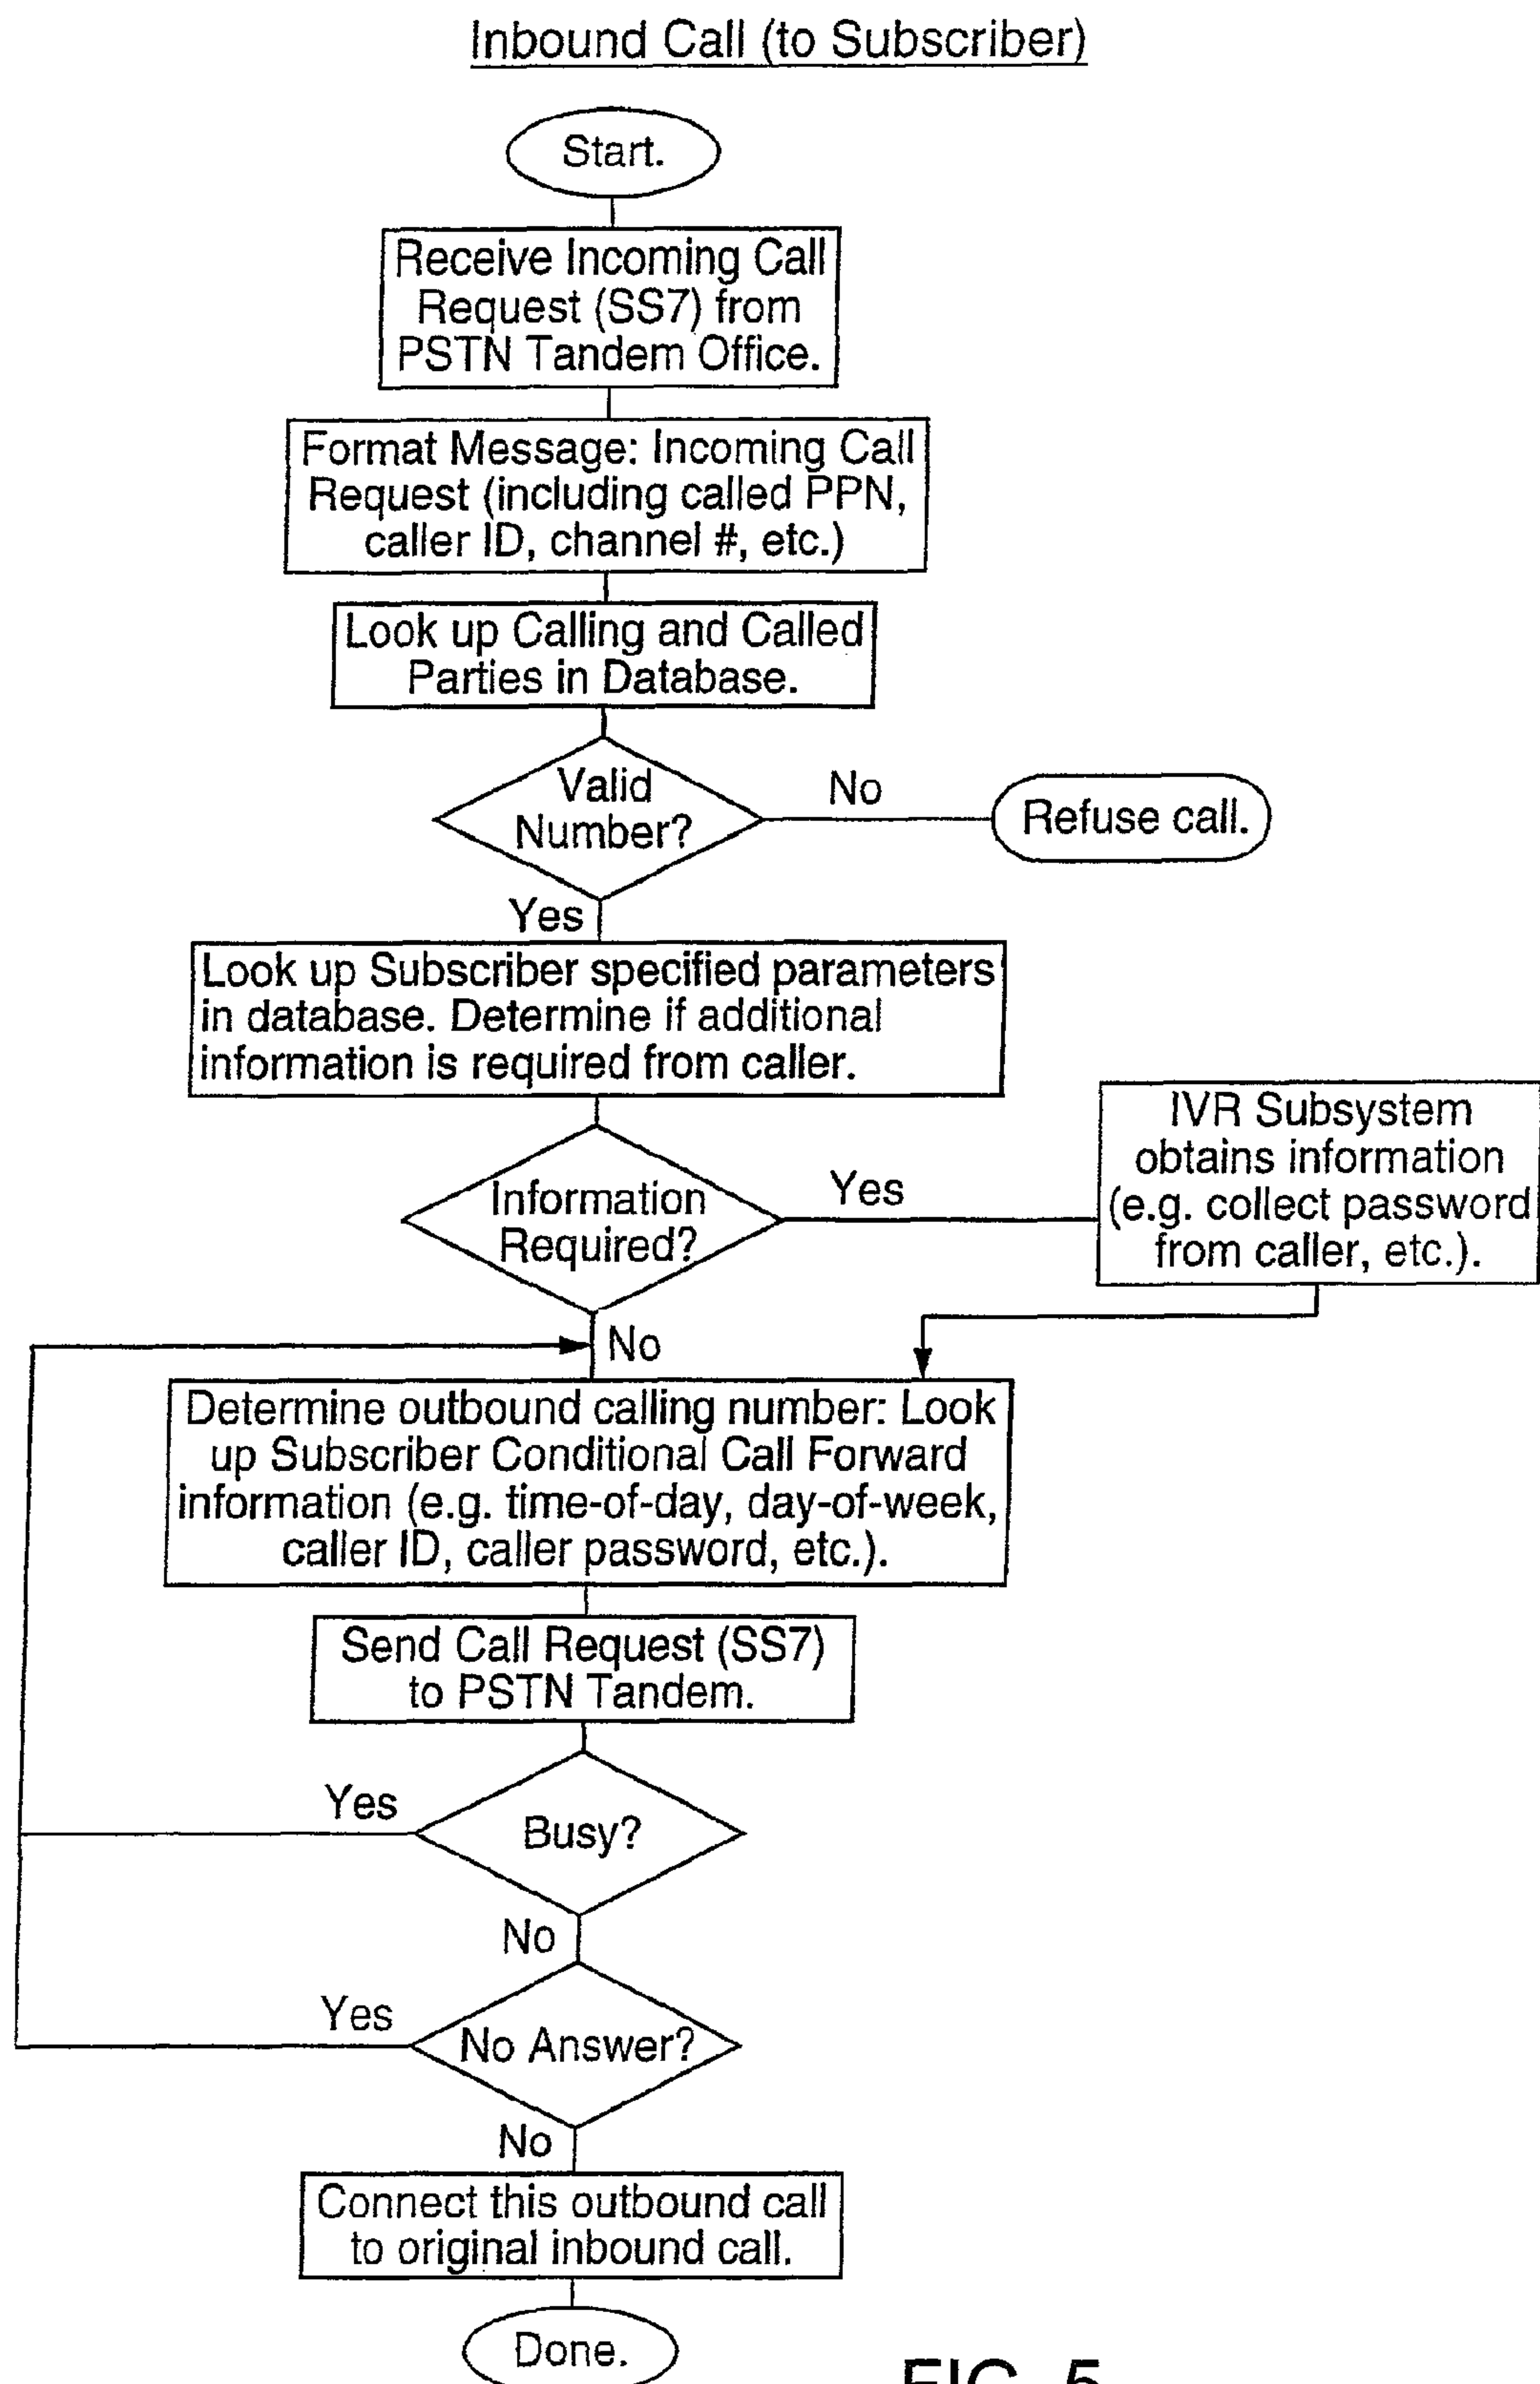 Inbound Call (to Subscriber)
Start.
Receive Incoming Call
Request (SS7) from
PSTN Tandem Office.
Format Message: Incoming Call
Request (including called PPN,
caller ID, channel #, etc.)
Look up Calling and Called
Parties in Database.
Valid
Number?
No
Refuse call.
Yes
Look up Subscriber specified parameters
in database. Determine if additional
information is required from caller.
Information
Required?
Yes
IVR Subsystem
obtains information
(e.g. collect password
from caller, etc.).
No
Determine outbound calling number: Look
up Subscriber Conditional Call Forward
information (e.g. time-of-day, day-of-week,
caller ID, caller password, etc.).
Send Call Request (SS7)
to PSTN Tandem.
Busy?
Yes
No
No Answer?
Yes
No
Connect this outbound call
to original inbound call.
Done.
FIG. 5